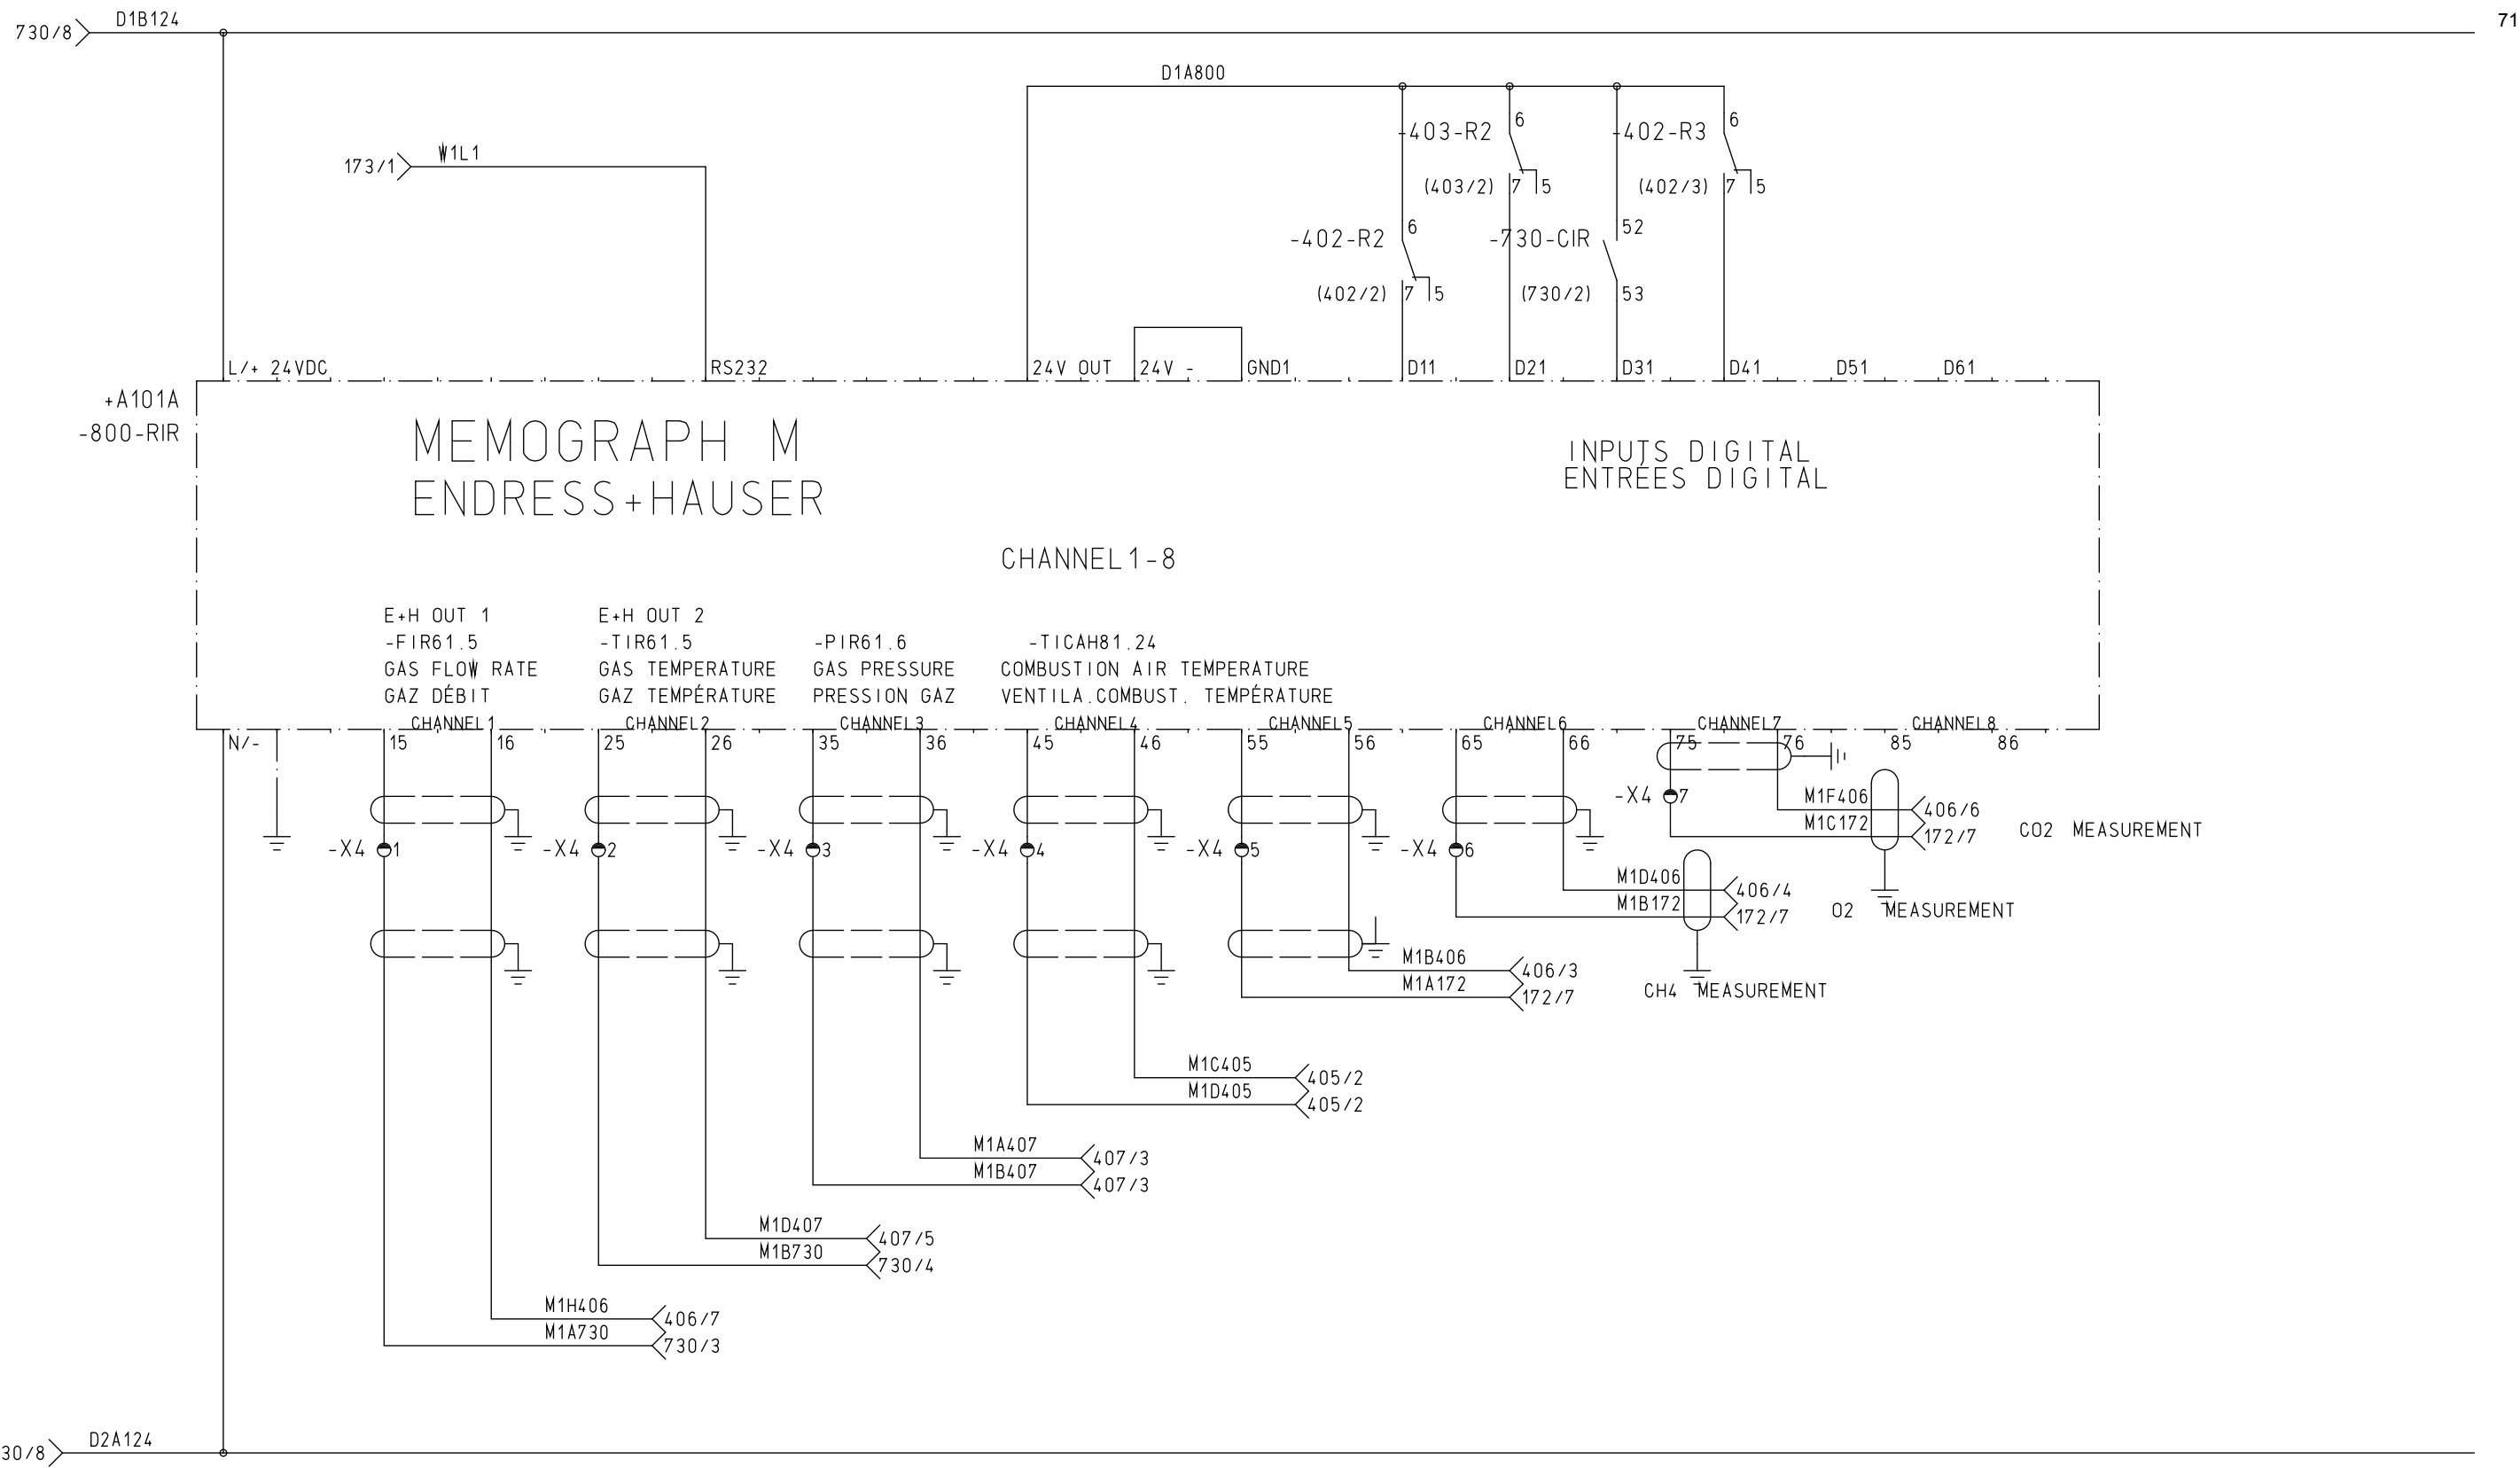 71
730/8 D1B124
D1A800
173/1 W1L1
-403-R2 6
(403/2) 7 5
-402-R3 6
(402/3) 7 5
-402-R2 6
(402/2) 7 5
-730-CIR 52
(730/2) 53
L/+ 24VDC RS232 24V OUT 24V - GND1 D11 D21 D31 D41 D51 D61
+A101A
-800-RIR
MEMOGRAPH M
ENDRESS+HAUSER
INPUTS DIGITAL
ENTRÉES DIGITAL
CHANNEL1-8
E+H OUT 1
-FIR61.5
GAS FLOW RATE
GAZ DÉBIT
E+H OUT 2
-TIR61.5
GAS TEMPERATURE
GAZ TEMPÉRATURE
-PIR61.6
GAS PRESSURE
PRESSION GAZ
-TICAH81.24
COMBUSTION AIR TEMPERATURE
VENTILA.COMBUST. TEMPÉRATURE
CHANNEL1 CHANNEL2 CHANNEL3 CHANNEL4 CHANNEL5 CHANNEL6 CHANNEL7 CHANNEL8
N/- 15 16 25 26 35 36 45 46 55 56 65 66 75 76 85 86
-X4 1 -X4 2 -X4 3 -X4 4 -X4 5 -X4 6 -X4 7
M1F406 406/6
M1C172 172/7
CO2 MEASUREMENT
M1D406 406/4
M1B172 172/7
O2 MEASUREMENT
M1B406 406/3
M1A172 172/7
CH4 MEASUREMENT
M1C405 405/2
M1D405 405/2
M1A407 407/3
M1B407 407/3
M1D407 407/5
M1B730 730/4
M1H406 406/7
M1A730 730/3
30/8 D2A124